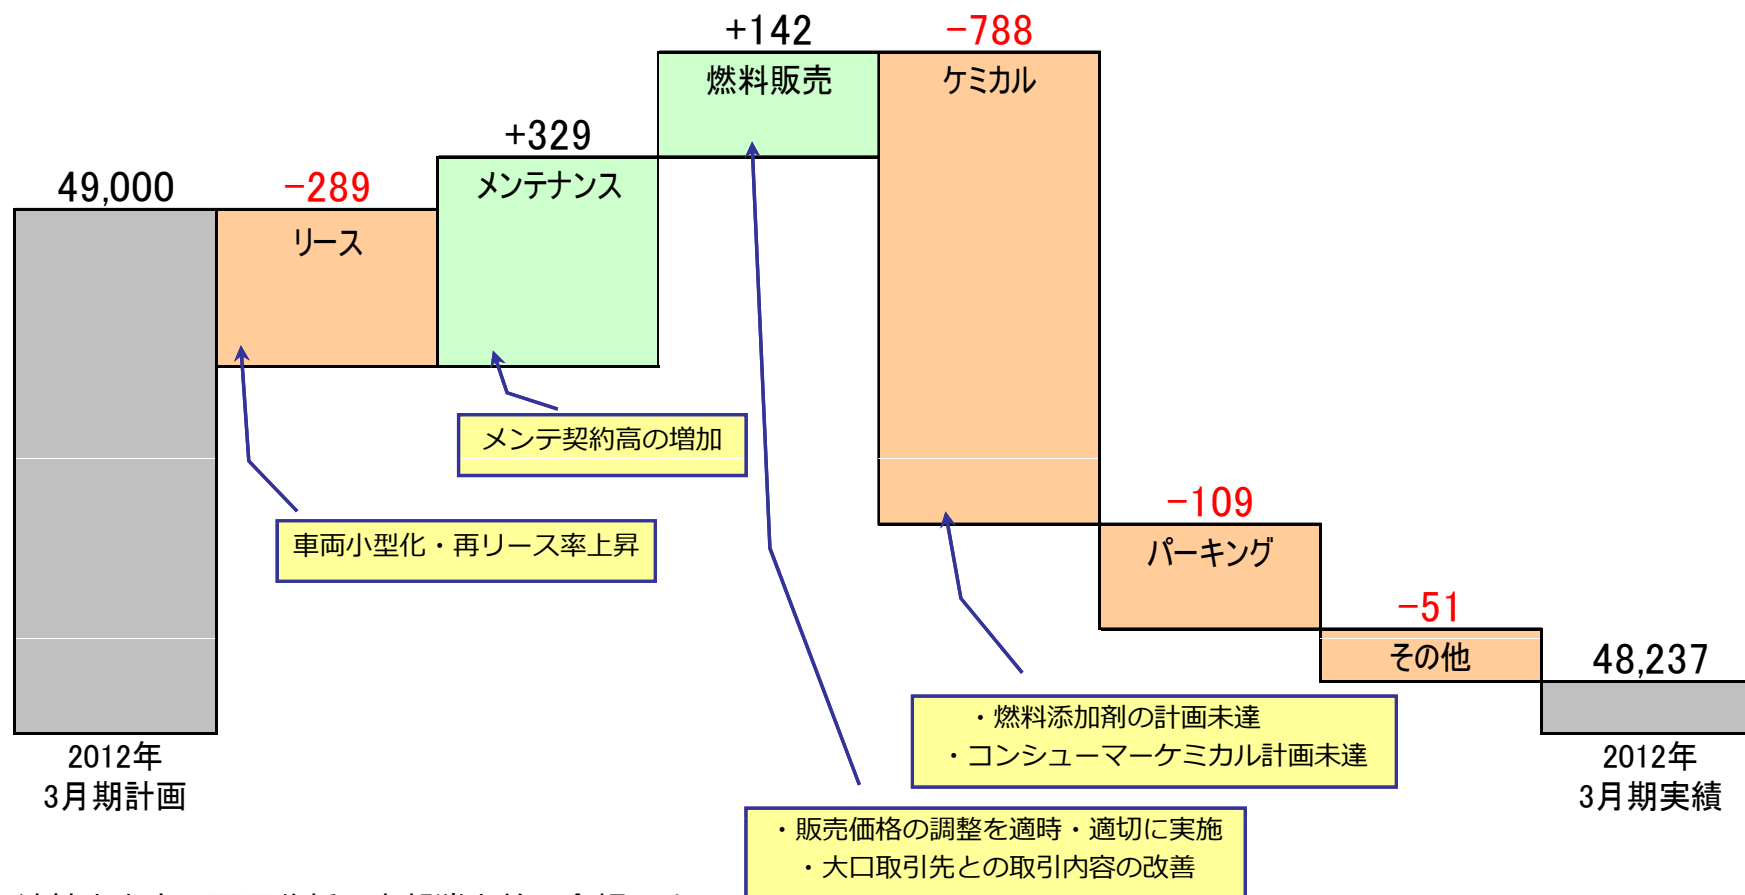 +142
-788
燃料販売
ケミカル
+329
メンテナンス
49,000
-289
リース
メンテ契約高の増加
車両小型化・再リース率上昇
-109
パーキング
-51
その他
48,237
・燃料添加剤の計画未達
・コンシューマーケミカル計画未達
2012年
3月期計画
2012年
3月期実績
・販売価格の調整を適時・適切に実施
・大口取引先との取引内容の改善